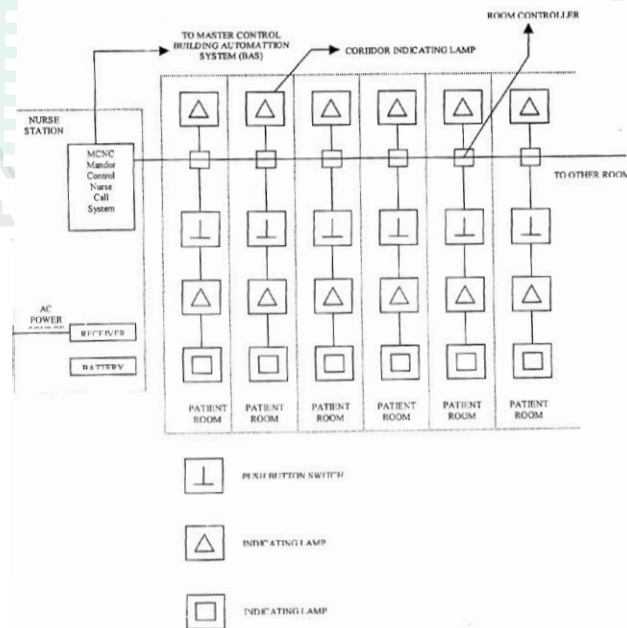 ROOM CONTROLLER
TO MASTER CONTROL
BUILDING AUTOMATTION
SYSTEM (BAS)
CORIIDOR INDICATING LAMP
NURSE
STATION
MCNC
Mandor
Control
Nurse
Call
System
TO OTHER ROOM
AC
POWER
RECEIVER
BATTERY
PATIENT
ROOM
PATIENT
ROOM
PATIENT
ROOM
PATIENT
ROOM
PATIENT
ROOM
PATIENT
ROOM
PUSH BUTTON SWITCH
INDICATING LAMP
INDICATING LAMP